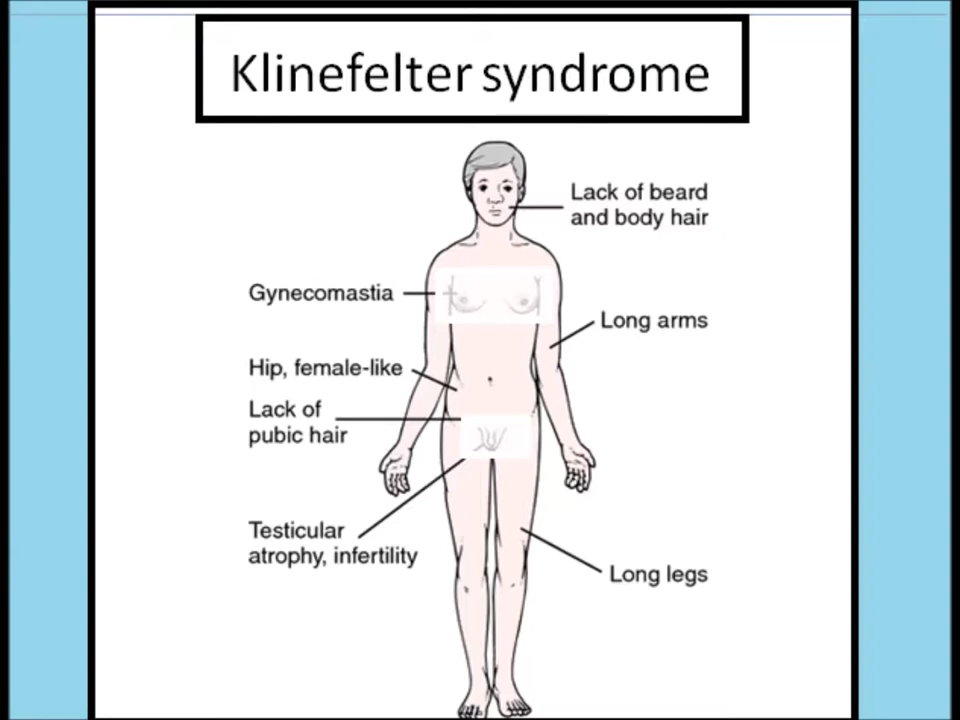 Klinefelter syndrome
Lack of beard
and body hair
Gynecomastia
Long arms
Hip, female-like
Lack of
pubic hair
Testicular
atrophy, infertility
Long legs